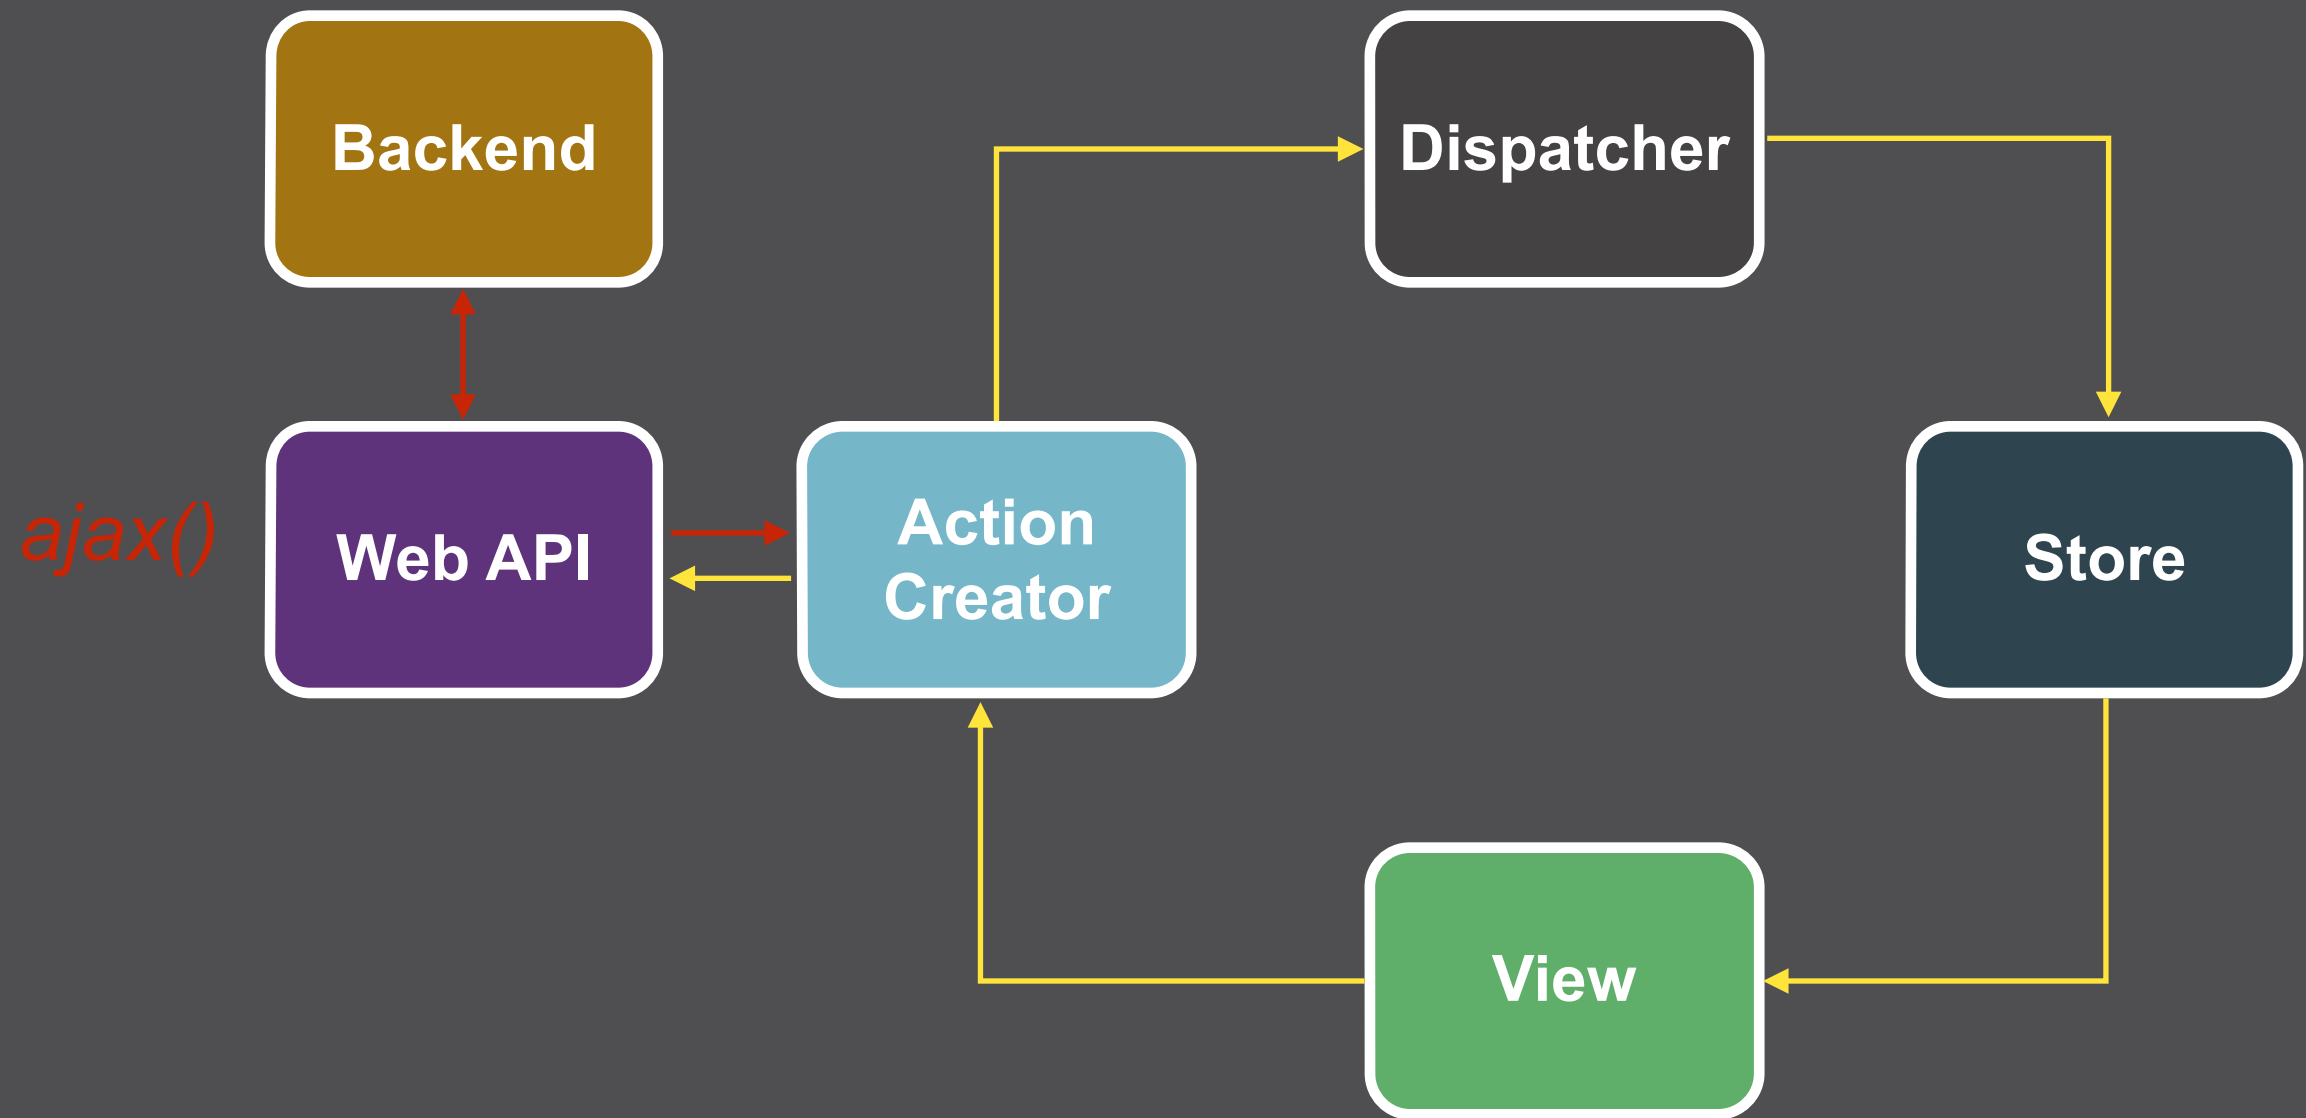 Backend
Dispatcher
ajax()
Web API
Action
Creator
Store
View